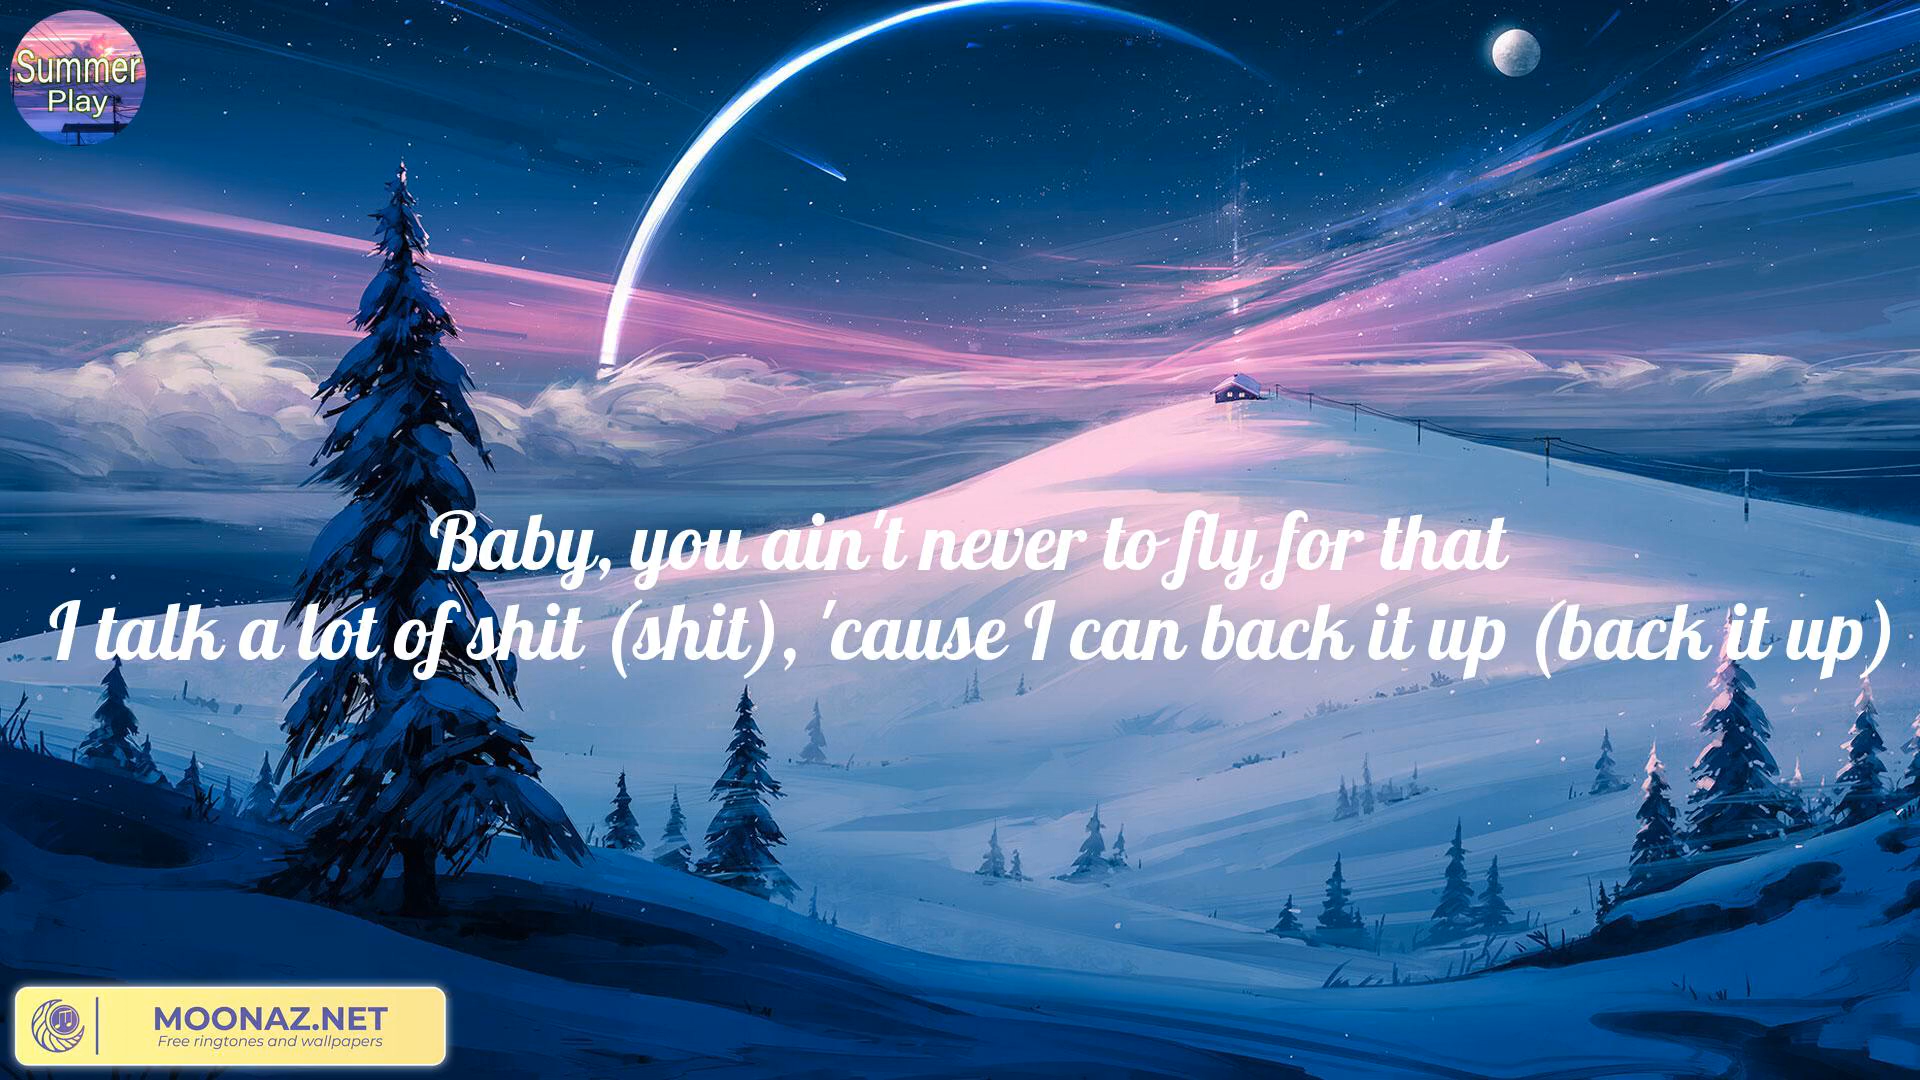 Summer
Play
Baby, you ain't never to fly for that
I talk a lot of shit (shit), 'cause I can back it up (back it up)
MOONAZ.NET
Free ringtones and wallpapers